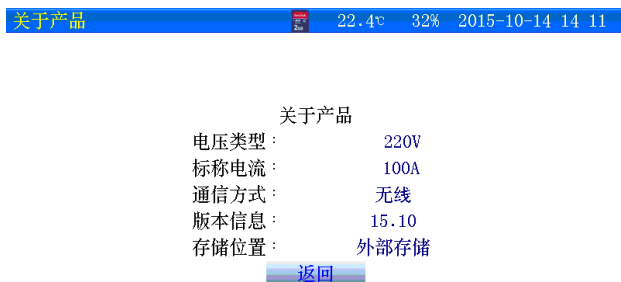 关于产品 22.4℃ 32% 2015-10-14 14 11
关于产品
电压类型： 220V
标称电流： 100A
通信方式： 无线
版本信息： 15.10
存储位置： 外部存储
返回